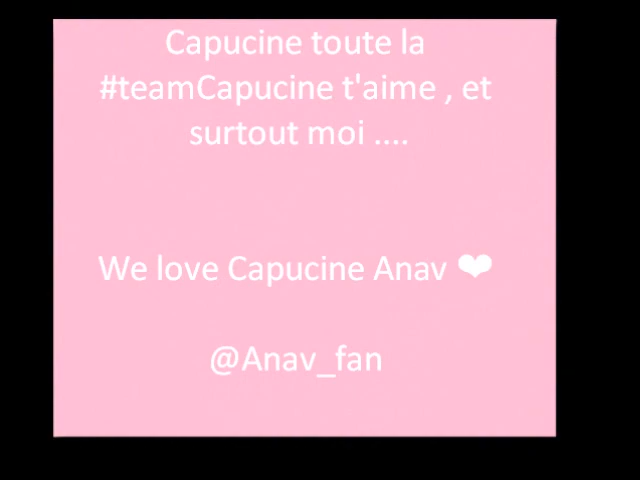 Capucine toute la
#teamCapucine t'aime , et
surtout moi ....
We love Capucine Anav ❤
@Anav_fan